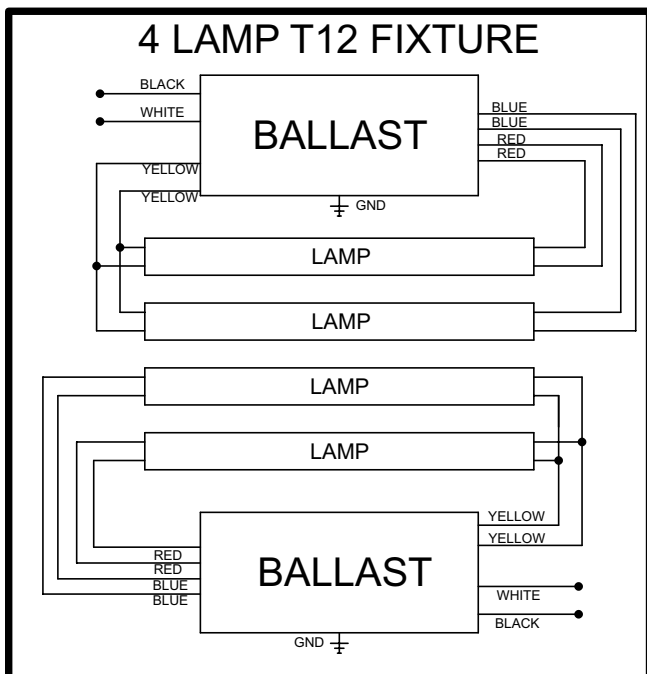 4 LAMP T12 FIXTURE
BLACK
WHITE
YELLOW
YELLOW
BALLAST
BLUE
BLUE
RED
RED
GND
LAMP
LAMP
LAMP
LAMP
RED
RED
BLUE
BLUE
BALLAST
YELLOW
YELLOW
WHITE
BLACK
GND